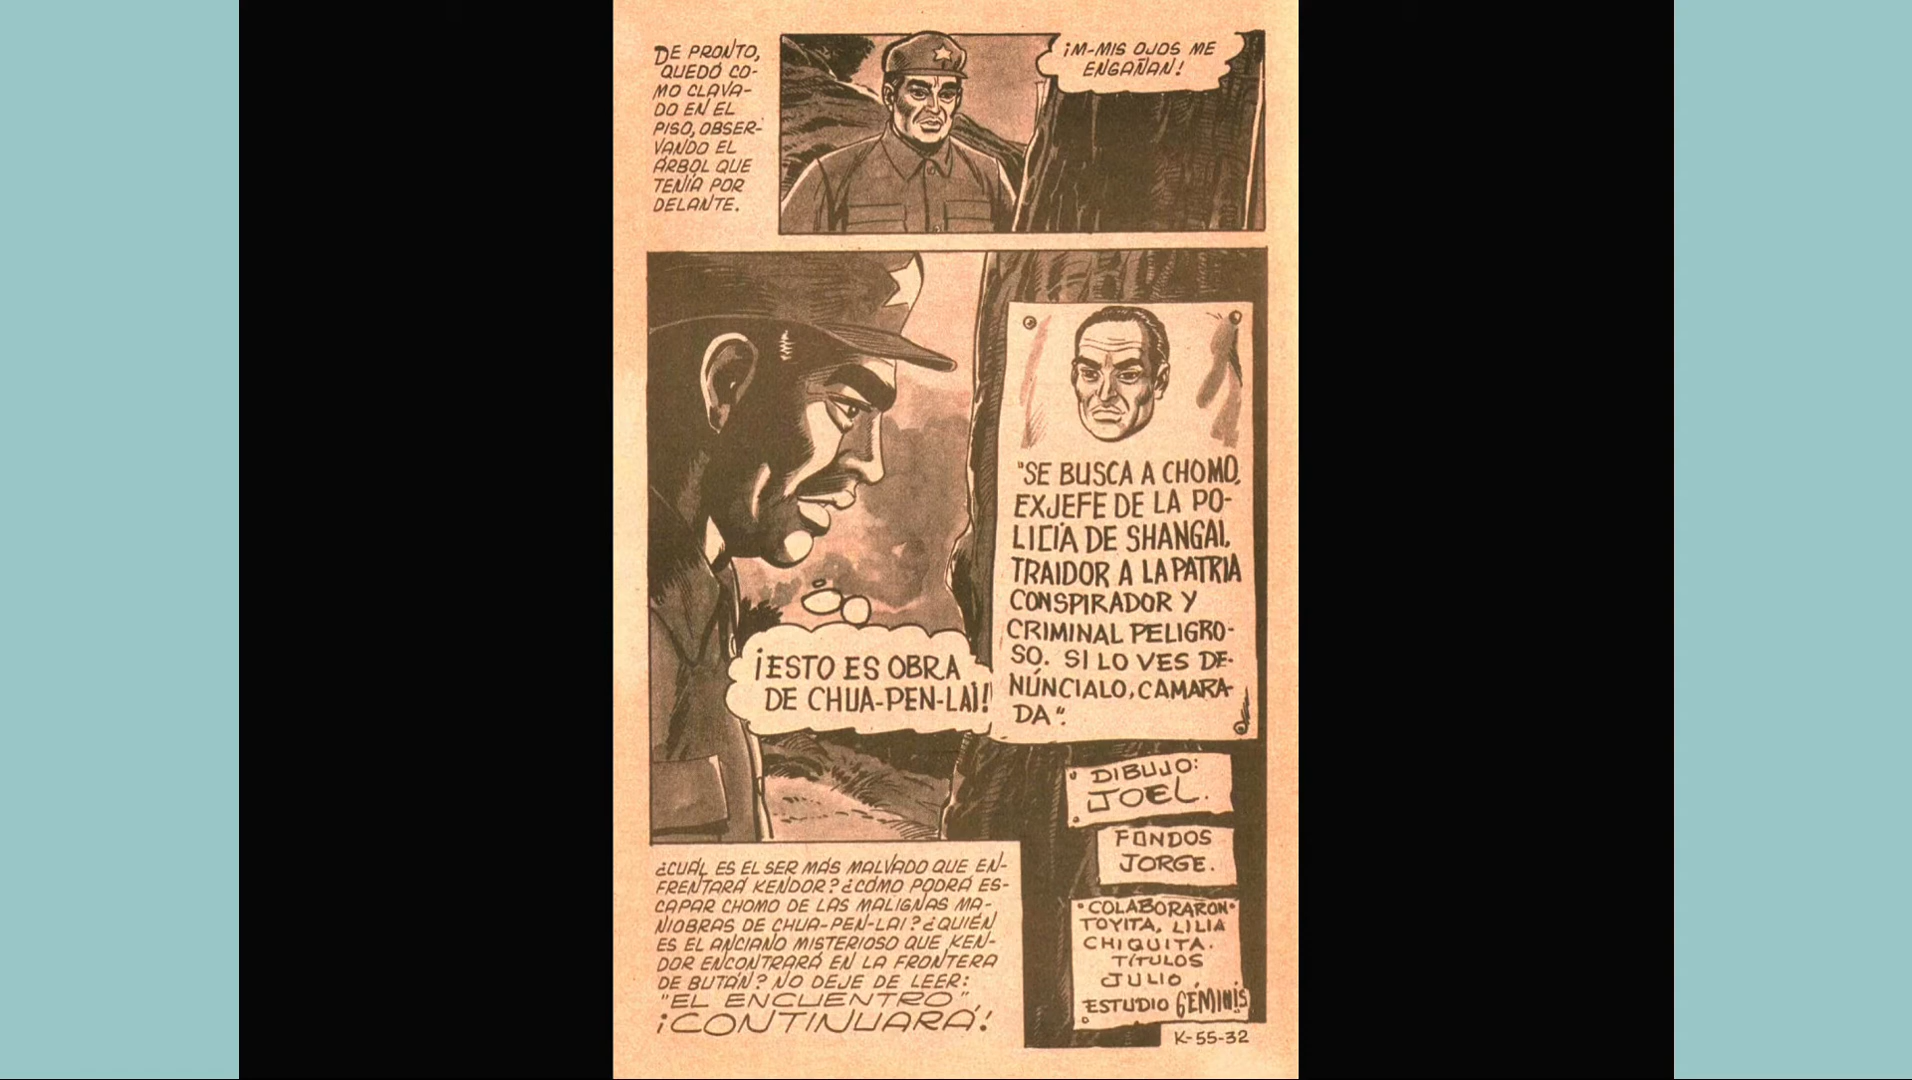 DE PRONTO,
QUEDÓ CO-
MO CLAVA-
DO EN EL
PISO, OBSER-
VANDO EL
ÁRBOL QUE
TENÍA POR
DELANTE.
¡M-MIS OJOS ME
ENGAÑAN!
"SE BUSCA A CHOMO,
EXJEFE DE LA PO-
LICÍA DE SHANGAI,
TRAIDOR A LA PATRIA
CONSPIRADOR Y
CRIMINAL PELIGRO-
SO. SI LO VES DE-
NÚNCIALO, CAMARA-
DA".
¡ESTO ES OBRA
DE CHUA-PEN-LAI!
DIBUJO:
JOEL.
FONDOS
JORGE.
COLABORARON
TOYITA, LILIA
CHIQUITA.
TÍTULOS
JULIO
ESTUDIO GÉMINIS
¿CUÁL ES EL SER MÁS MALVADO QUE EN-
FRENTARÁ KENDOR? ¿CÓMO PODRÁ ES-
CAPAR CHOMO DE LAS MALIGNAS MA-
NIOBRAS DE CHUA-PEN-LAI? ¿QUIÉN
ES EL ANCIANO MISTERIOSO QUE KEN-
DOR ENCONTRARÁ EN LA FRONTERA
DE BUTÁN? NO DEJE DE LEER:
"EL ENCUENTRO",
¡CONTINUARÁ!
K-55-32